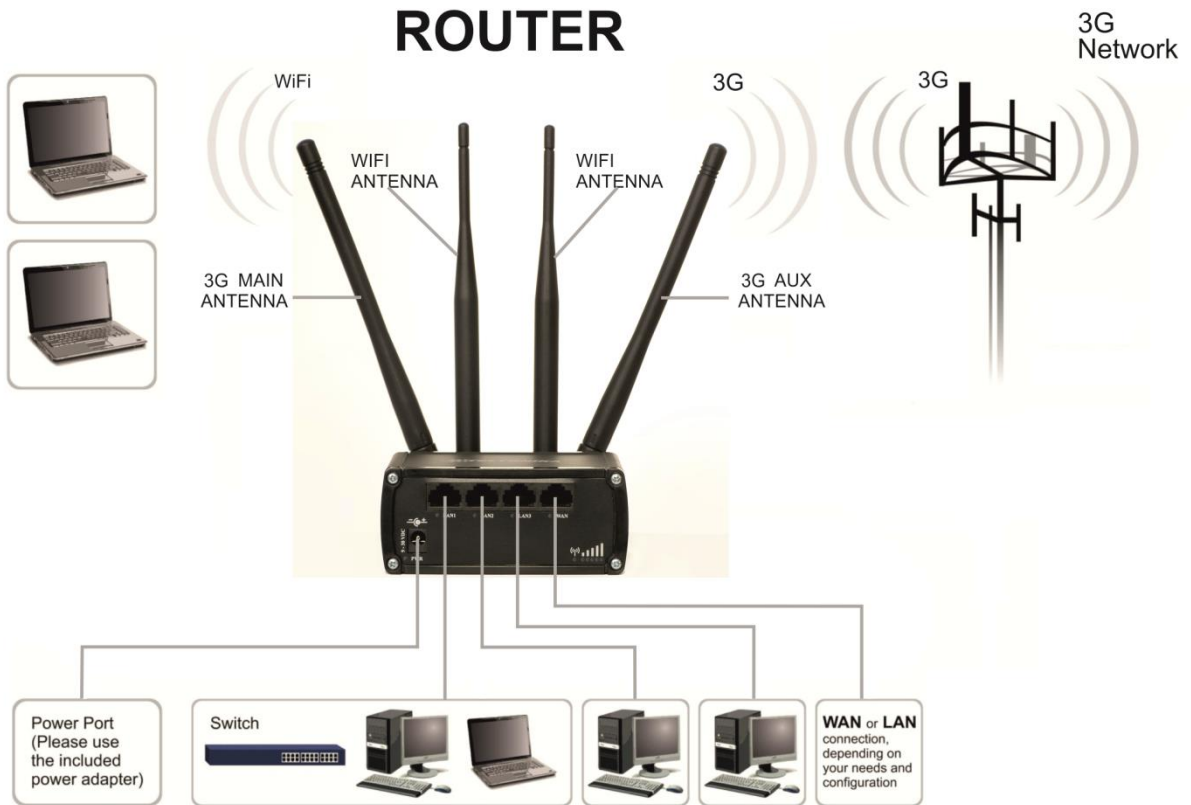 ROUTER
3G
Network
WiFi
3G
3G
WIFI
ANTENNA
WIFI
ANTENNA
3G MAIN
ANTENNA
3G AUX
ANTENNA
LAN1
LAN2
LAN3
WAN
PWR
Power Port
(Please use
the included
power adapter)
Switch
WAN or LAN
connection,
depending on
your needs and
configuration